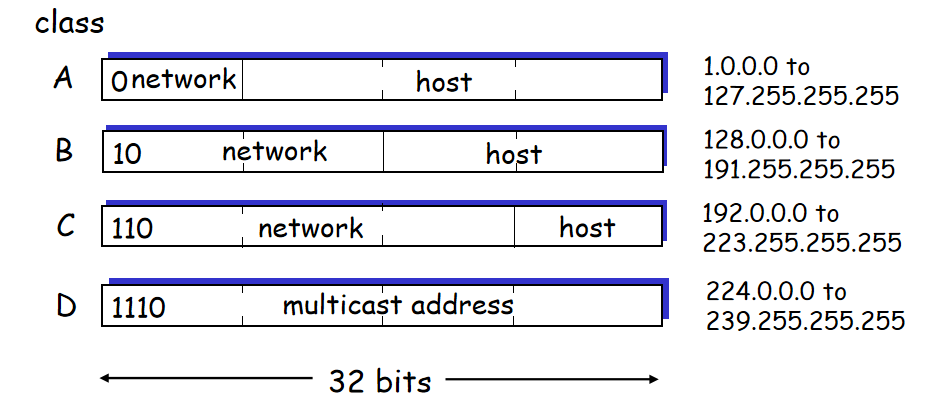 class
A 0 network host 1.0.0.0 to
127.255.255.255
B 10 network host 128.0.0.0 to
191.255.255.255
C 110 network host 192.0.0.0 to
223.255.255.255
D 1110 multicast address 224.0.0.0 to
239.255.255.255
32 bits